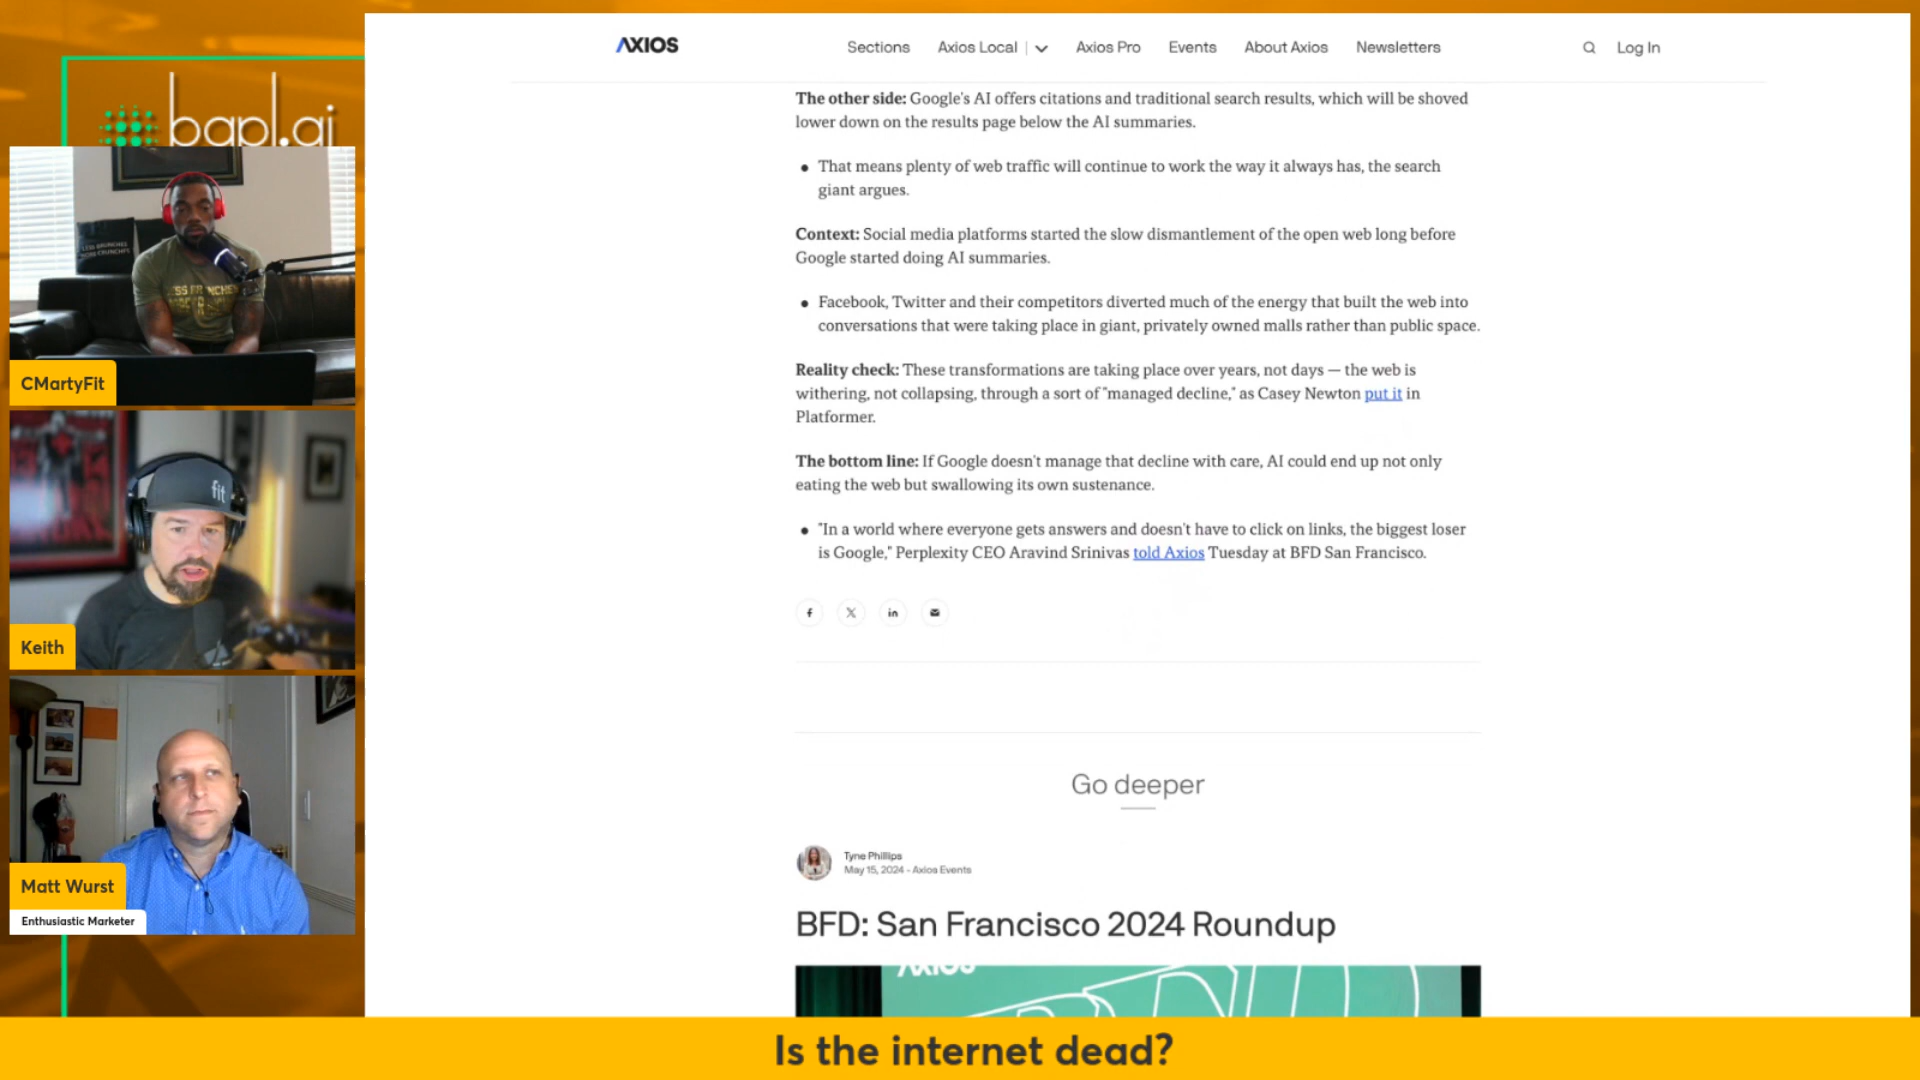 AXIOS
Sections Axios Local Axios Pro Events About Axios Newsletters Log In
bapl.ai
The other side: Google's AI offers citations and traditional search results, which will be shoved
lower down on the results page below the AI summaries.
That means plenty of web traffic will continue to work the way it always has, the search
giant argues.
Context: Social media platforms started the slow dismantlement of the open web long before
Google started doing AI summaries.
Facebook, Twitter and their competitors diverted much of the energy that built the web into
conversations that were taking place in giant, privately owned malls rather than public space.
Reality check: These transformations are taking place over years, not days — the web is
withering, not collapsing, through a sort of "managed decline," as Casey Newton put it in
Platformer.
The bottom line: If Google doesn't manage that decline with care, AI could end up not only
eating the web but swallowing its own sustenance.
"In a world where everyone gets answers and doesn't have to click on links, the biggest loser
is Google," Perplexity CEO Aravind Srinivas told Axios Tuesday at BFD San Francisco.
Go deeper
Tyne Phillips
May 15, 2024 - Axios Events
BFD: San Francisco 2024 Roundup
AXIOS
LESS BRUNCHES
MORE CRUNCHES
CMartyFit
fit
Keith
Matt Wurst
Enthusiastic Marketer
Is the internet dead?